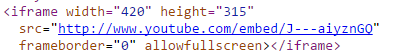 <iframe width="420" height="315"
src="http://www.youtube.com/embed/J---aiyznGQ"
frameborder="0" allowfullscreen></iframe>